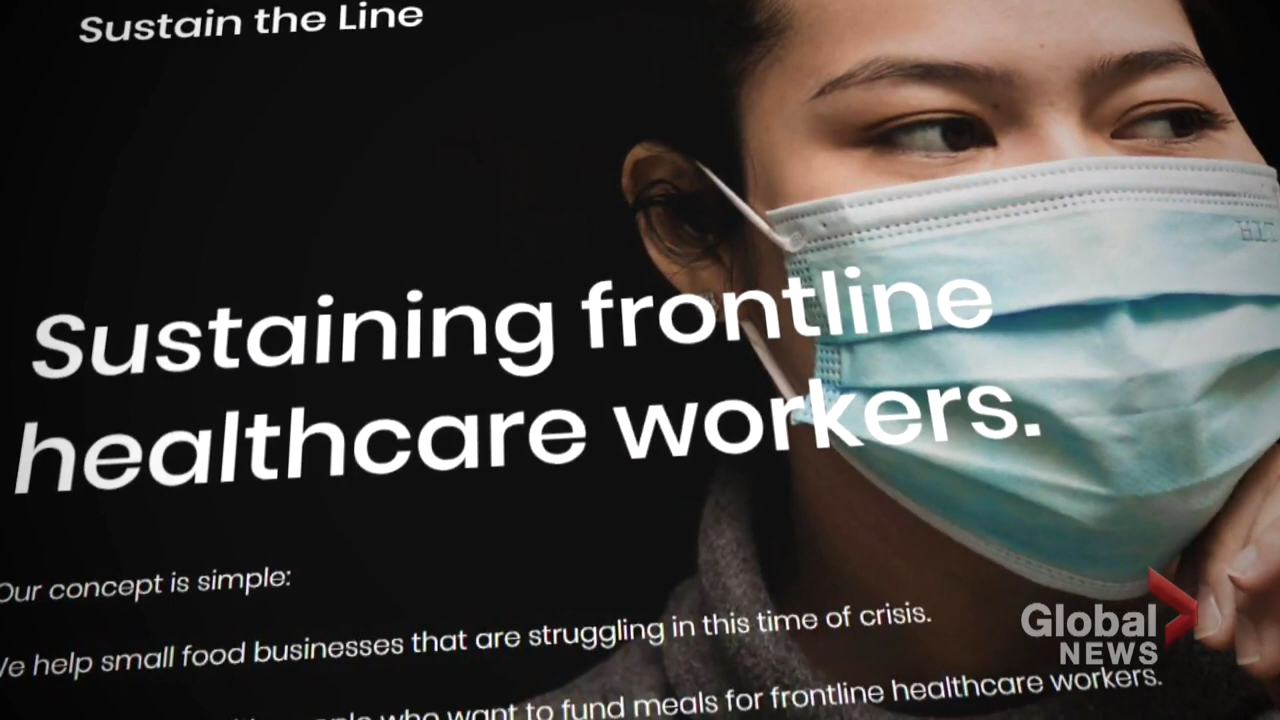 Sustain the Line
Sustaining frontline
healthcare workers.
Our concept is simple:
We help small food businesses that are struggling in this time of crisis.
who want to fund meals for frontline healthcare workers.
Global
NEWS